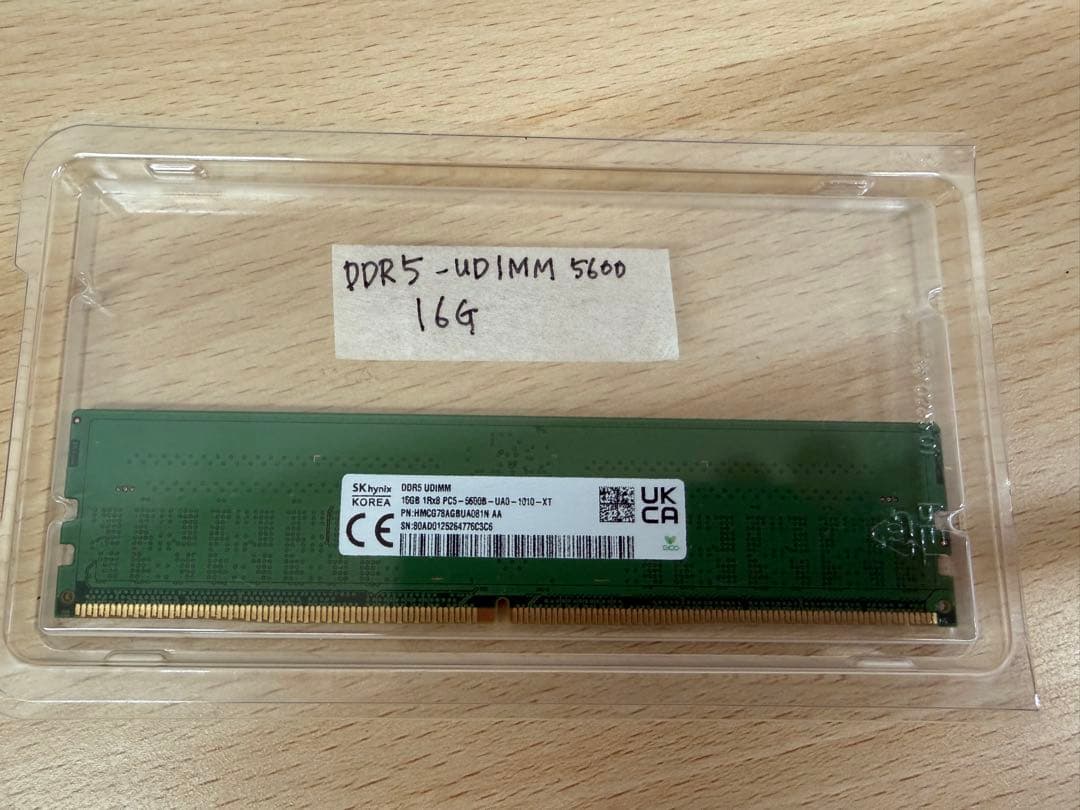 DDR5 -UDIMM 5600
16G
SK hynix
KOREA
CE
DDR5 UDIMM
16GB 1Rx8 PC5-5600B-UA0-1010-XT
PN:HMCG78AGBUA081N AA
SN:80AD0125264776C3C6
UK
CA